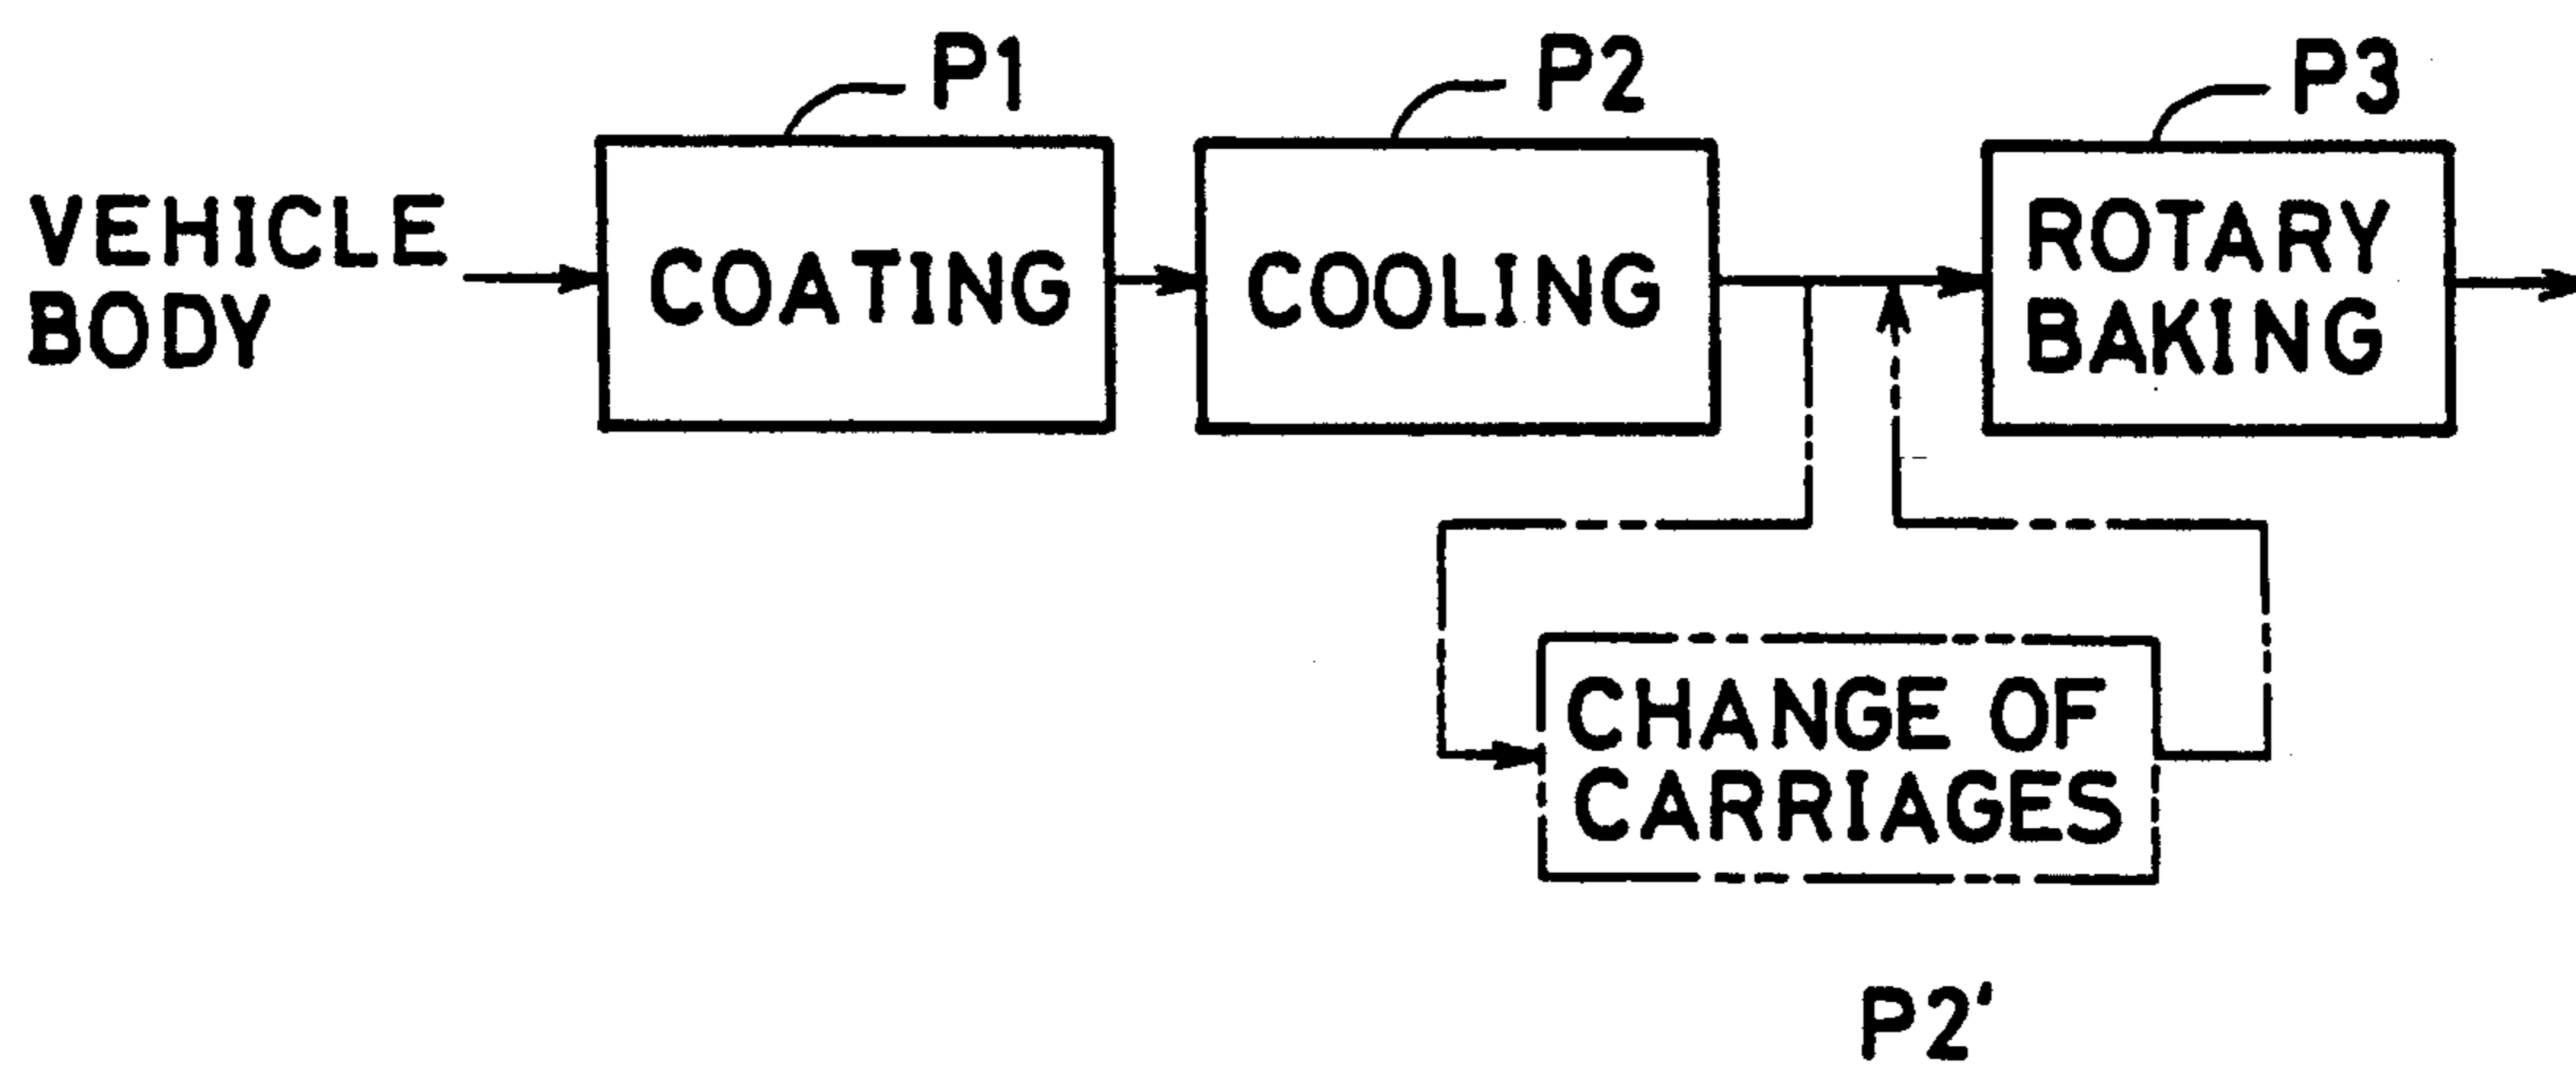 P1
P2
P3
VEHICLE
BODY
COATING
COOLING
ROTARY
BAKING
CHANGE OF
CARRIAGES
P2'